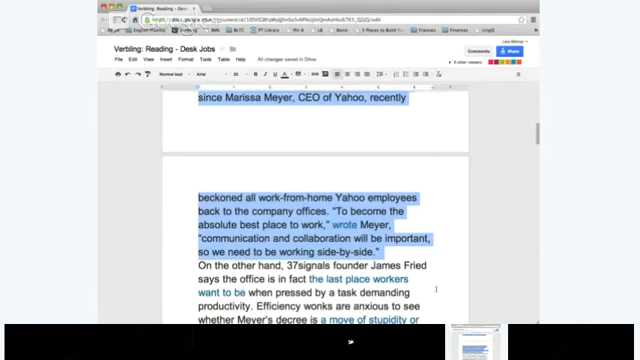 Verbling: Reading - Desk Jobs
Verbling: Reading - Desk Jobs
File Edit View Insert Format Tools Table Help All changes saved in Drive
Comments
Share
Normal text Arial
since Marissa Meyer, CEO of Yahoo, recently
beckoned all work-from-home Yahoo employees
back to the company offices. "To become the
absolute best place to work," wrote Meyer,
"communication and collaboration will be important,
so we need to be working side-by-side."
On the other hand, 37signals founder James Fried
says the office is in fact the last place workers
want to be when pressed by a task demanding
productivity. Efficiency wonks are anxious to see
whether Meyer's decree is a move of stupidity or